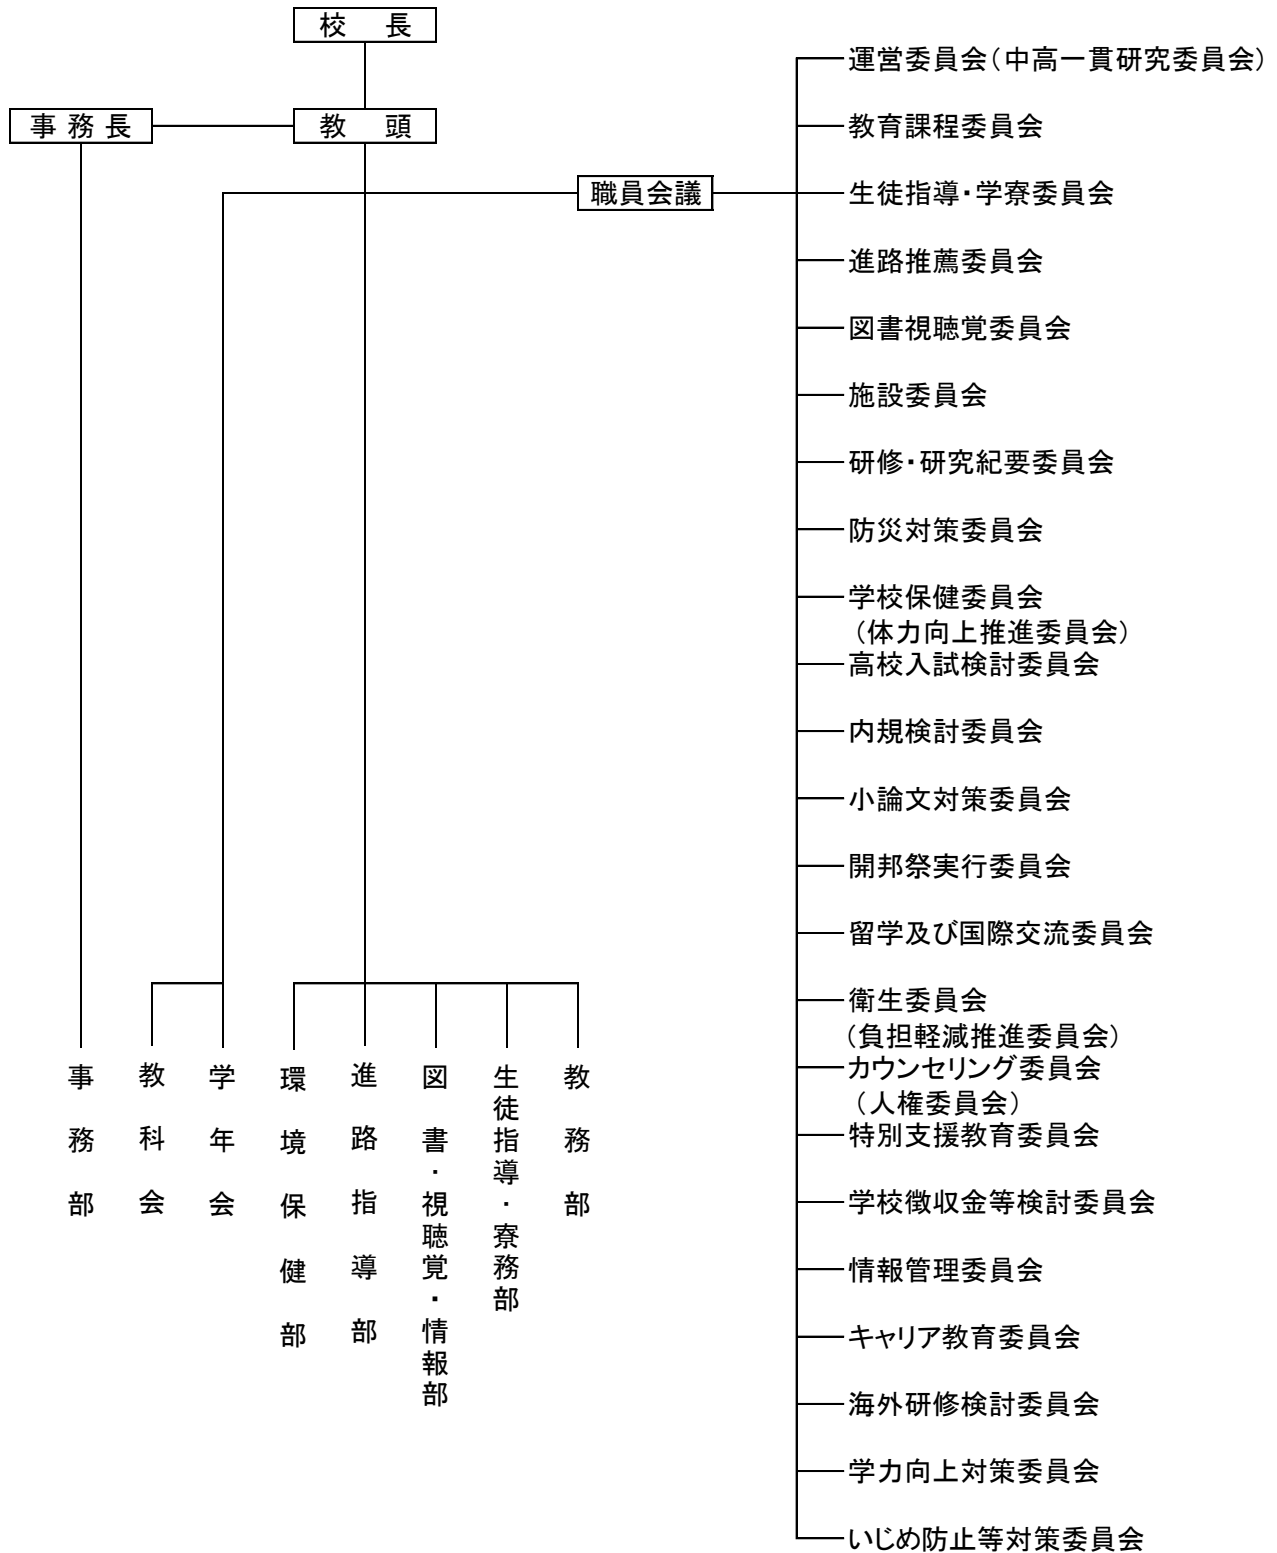 校　長
事務長
教　頭
職員会議
運営委員会（中高一貫研究委員会）
教育課程委員会
生徒指導・学寮委員会
進路推薦委員会
図書視聴覚委員会
施設委員会
研修・研究紀要委員会
防災対策委員会
学校保健委員会
（体力向上推進委員会）
高校入試検討委員会
内規検討委員会
小論文対策委員会
開邦祭実行委員会
留学及び国際交流委員会
衛生委員会
（負担軽減推進委員会）
カウンセリング委員会
（人権委員会）
特別支援教育委員会
学校徴収金等検討委員会
情報管理委員会
キャリア教育委員会
海外研修検討委員会
学力向上対策委員会
いじめ防止等対策委員会
事務部
教科会
学年会
環境保健部
進路指導部
図書・視聴覚・情報部
生徒指導・寮務部
教務部